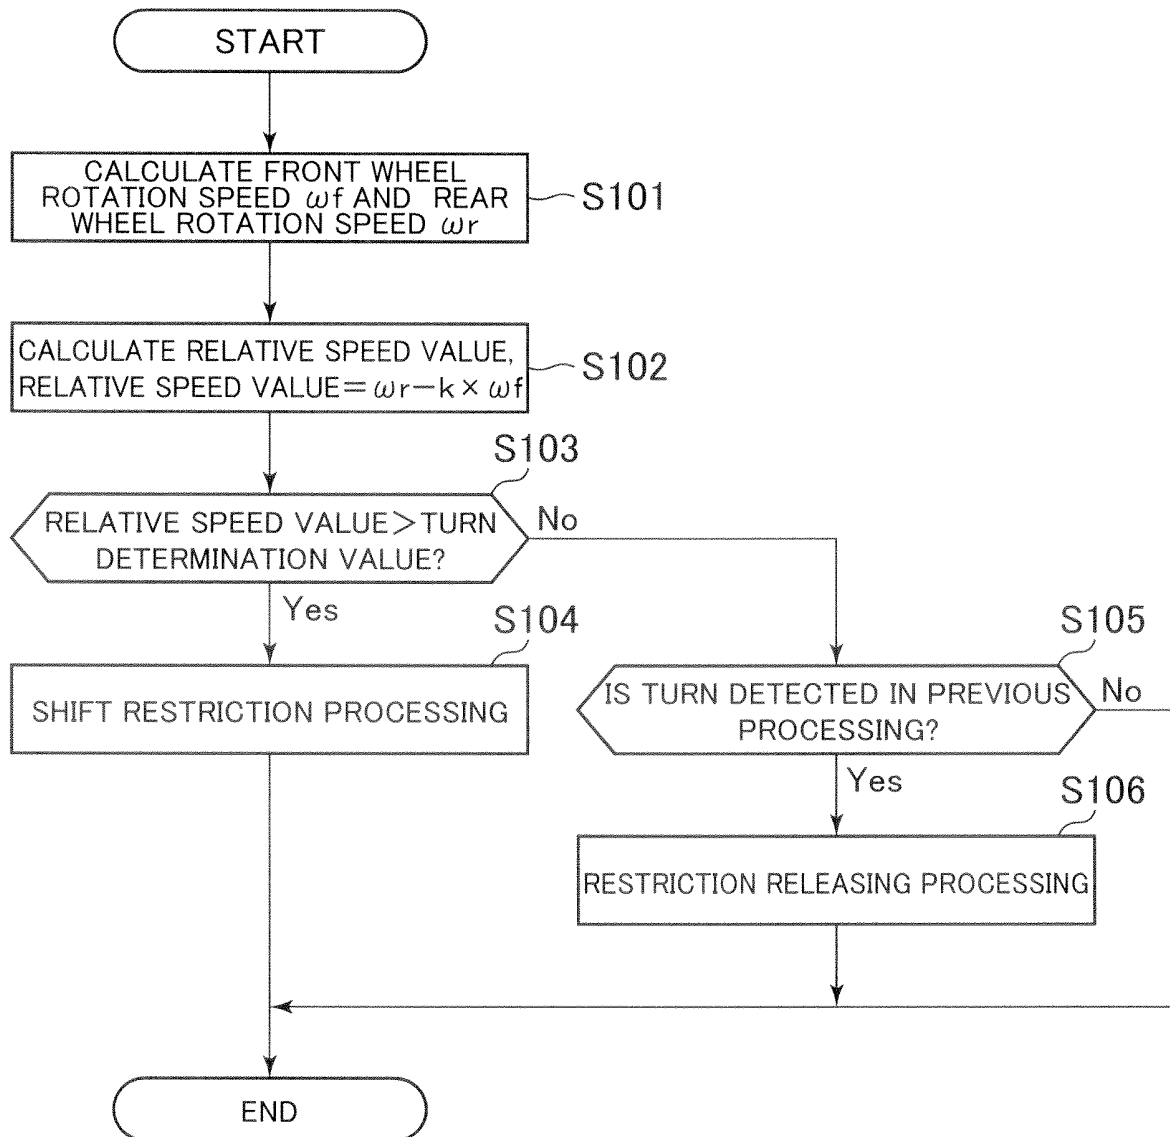 START
CALCULATE FRONT WHEEL
ROTATION SPEED ωf AND REAR
WHEEL ROTATION SPEED ωr
S101
CALCULATE RELATIVE SPEED VALUE,
RELATIVE SPEED VALUE=ωr−k×ωf
S102
S103
RELATIVE SPEED VALUE>TURN
DETERMINATION VALUE?
No
Yes
S104
SHIFT RESTRICTION PROCESSING
S105
IS TURN DETECTED IN PREVIOUS
PROCESSING?
No
Yes
S106
RESTRICTION RELEASING PROCESSING
END